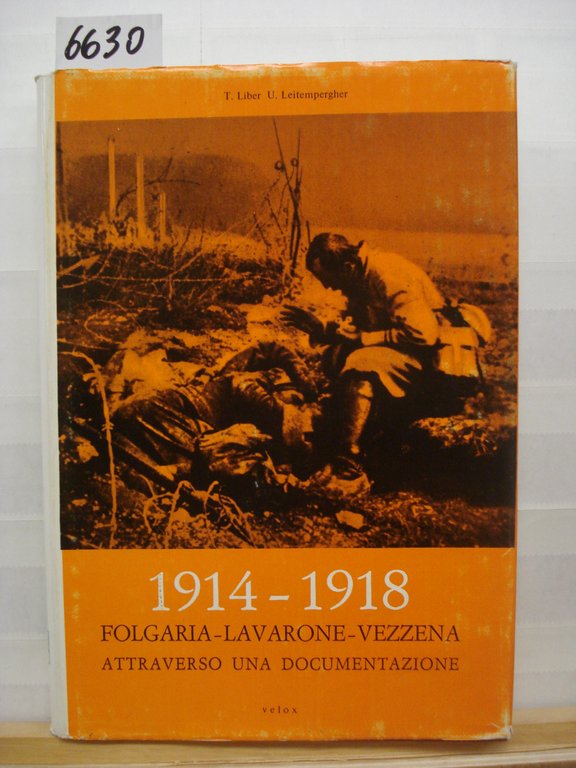 6630
T. Liber U. Leitempergher
1914-1918
FOLGARIA-LAVARONE-VEZZENA
ATTRAVERSO UNA DOCUMENTAZIONE
velox